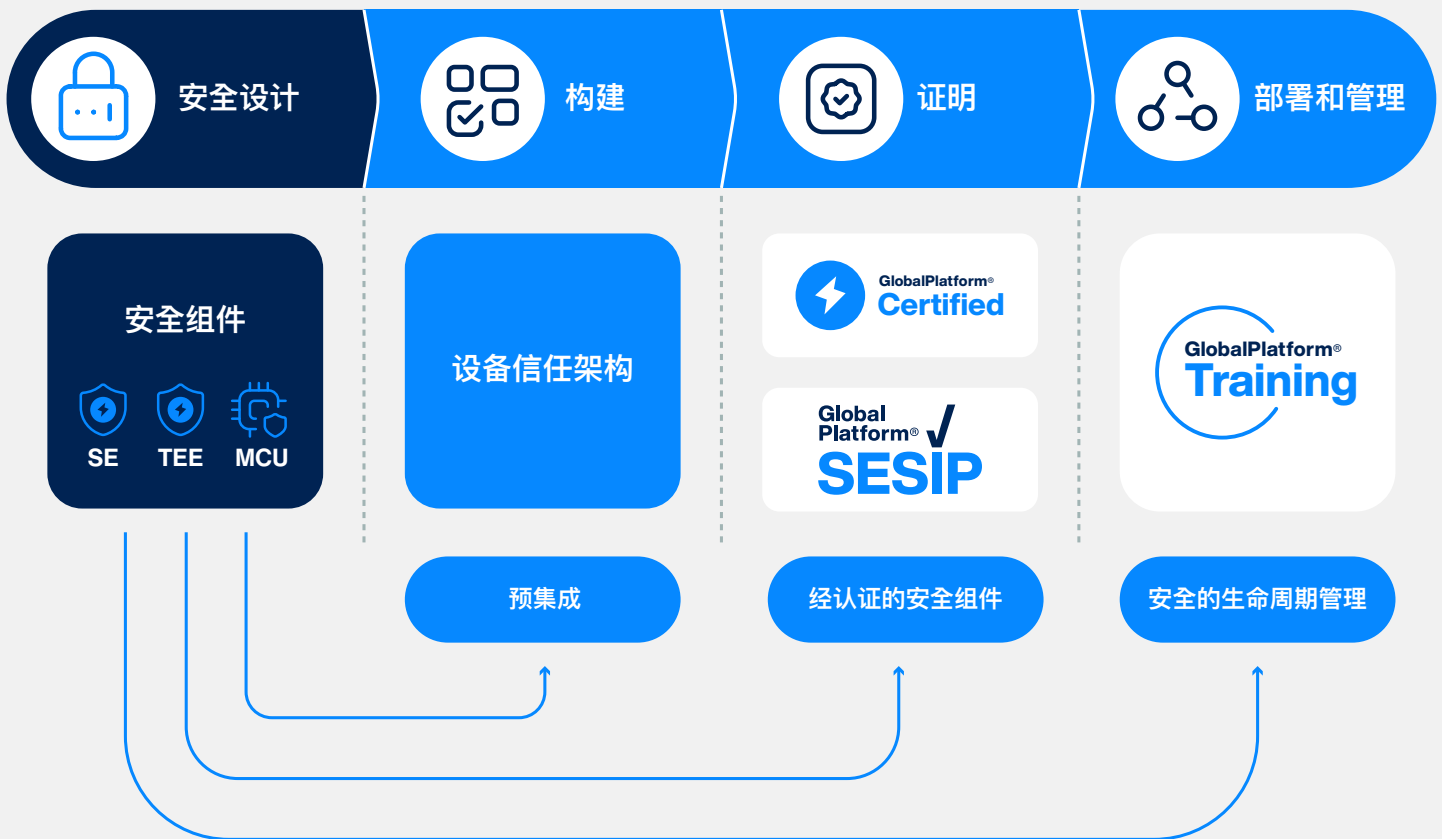 安全设计
构建
证明
部署和管理
安全组件
SE
TEE
MCU
设备信任架构
GlobalPlatform®
Certified
Global
Platform®
SESIP
GlobalPlatform®
Training
预集成
经认证的安全组件
安全的生命周期管理